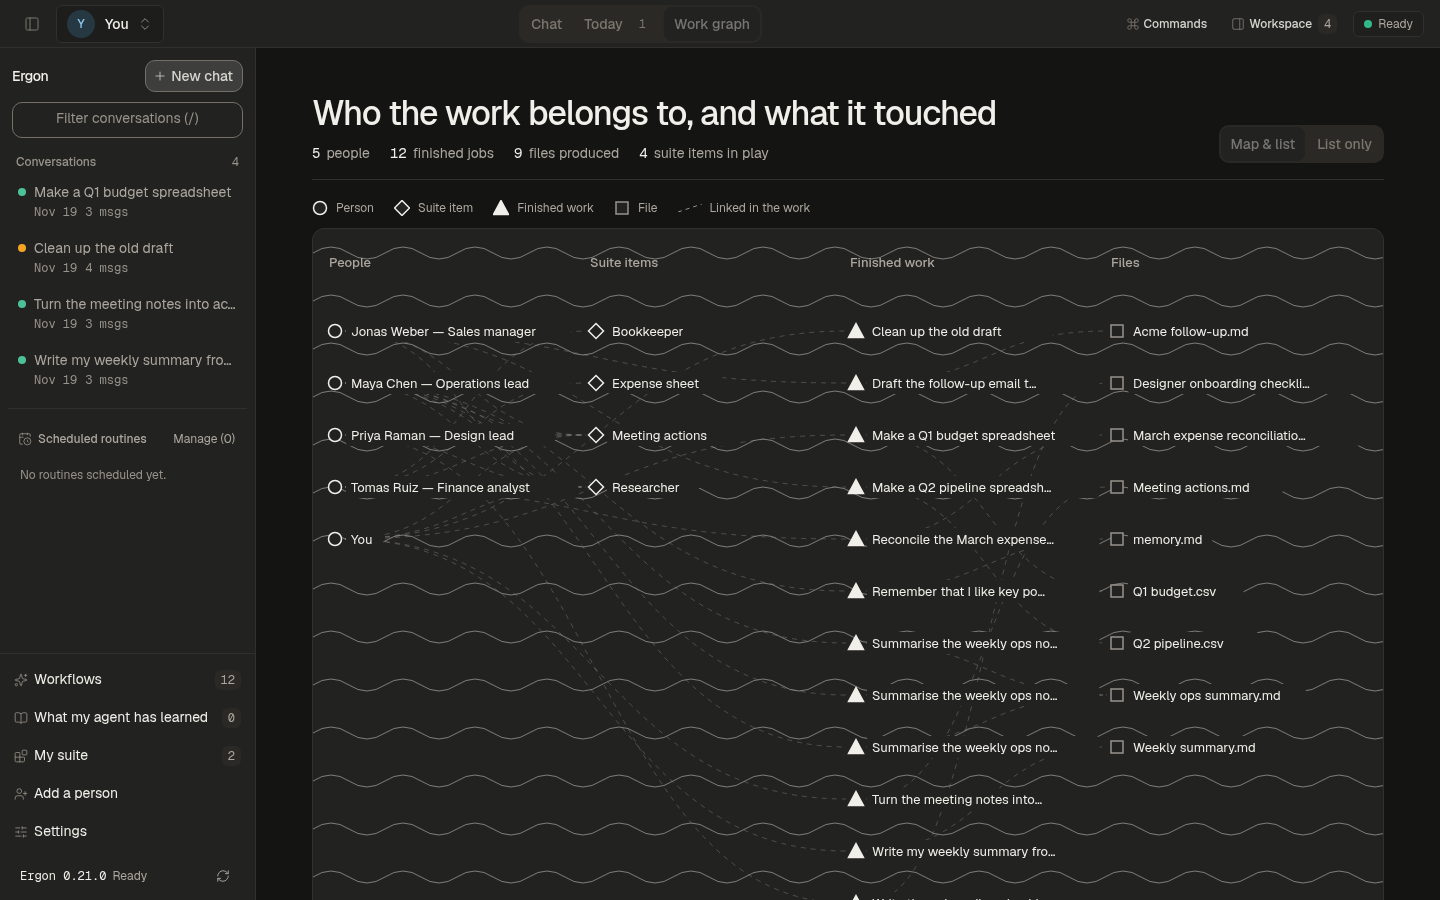 Y You
Chat Today 1 Work graph
Commands Workspace 4 Ready
Ergon
New chat
Filter conversations (/)
Conversations 4
Make a Q1 budget spreadsheet
Nov 19 3 msgs
Clean up the old draft
Nov 19 4 msgs
Turn the meeting notes into ac…
Nov 19 3 msgs
Write my weekly summary fro…
Nov 19 3 msgs
Scheduled routines Manage (0)
No routines scheduled yet.
Workflows 12
What my agent has learned 0
My suite 2
Add a person
Settings
Ergon 0.21.0 Ready
Who the work belongs to, and what it touched
5 people 12 finished jobs 9 files produced 4 suite items in play
Map & list List only
Person Suite item Finished work File Linked in the work
People Suite items Finished work Files
Jonas Weber — Sales manager Bookkeeper Clean up the old draft Acme follow-up.md
Maya Chen — Operations lead Expense sheet Draft the follow-up email t… Designer onboarding checkli…
Priya Raman — Design lead Meeting actions Make a Q1 budget spreadsheet March expense reconciliatio…
Tomas Ruiz — Finance analyst Researcher Make a Q2 pipeline spreadsh… Meeting actions.md
You Reconcile the March expense… memory.md
Remember that I like key po… Q1 budget.csv
Summarise the weekly ops no… Q2 pipeline.csv
Summarise the weekly ops no… Weekly ops summary.md
Summarise the weekly ops no… Weekly summary.md
Turn the meeting notes into…
Write my weekly summary fro…